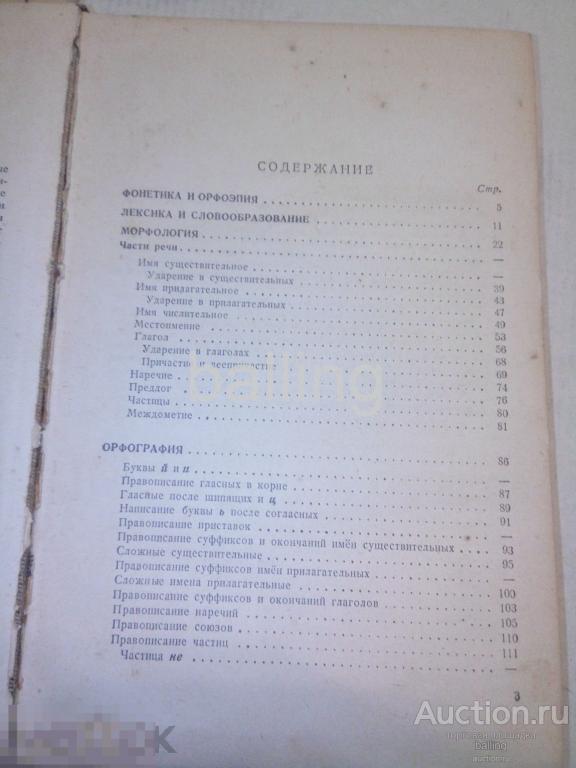 СОДЕРЖАНИЕ
Стр.
ФОНЕТИКА И ОРФОЭПИЯ 5
ЛЕКСИКА И СЛОВООБРАЗОВАНИЕ 11
МОРФОЛОГИЯ 22
Части речи —
Имя существительное —
Ударение в существительных 39
Имя прилагательное 43
Ударение в прилагательных 47
Имя числительное 49
Местоимение 53
Глагол 56
Ударение в глаголах 68
Причастие 69
Наречие 74
Предлог 76
Частицы 80
Междометие 81
ОРФОГРАФИЯ 86
Буквы й и и —
Правописание гласных в корне 87
Гласные после шипящих и ц 89
Написание буквы ь после согласных 91
Правописание приставок
Правописание суффиксов и окончаний имён существительных 93
Сложные существительные 95
Правописание суффиксов имён прилагательных —
Сложные имена прилагательные 100
Правописание суффиксов и окончаний глаголов 103
Правописание наречий 105
Правописание союзов 110
Правописание частиц 111
Частица не —
3
balling
Auction.ru
торговая площадка
balling